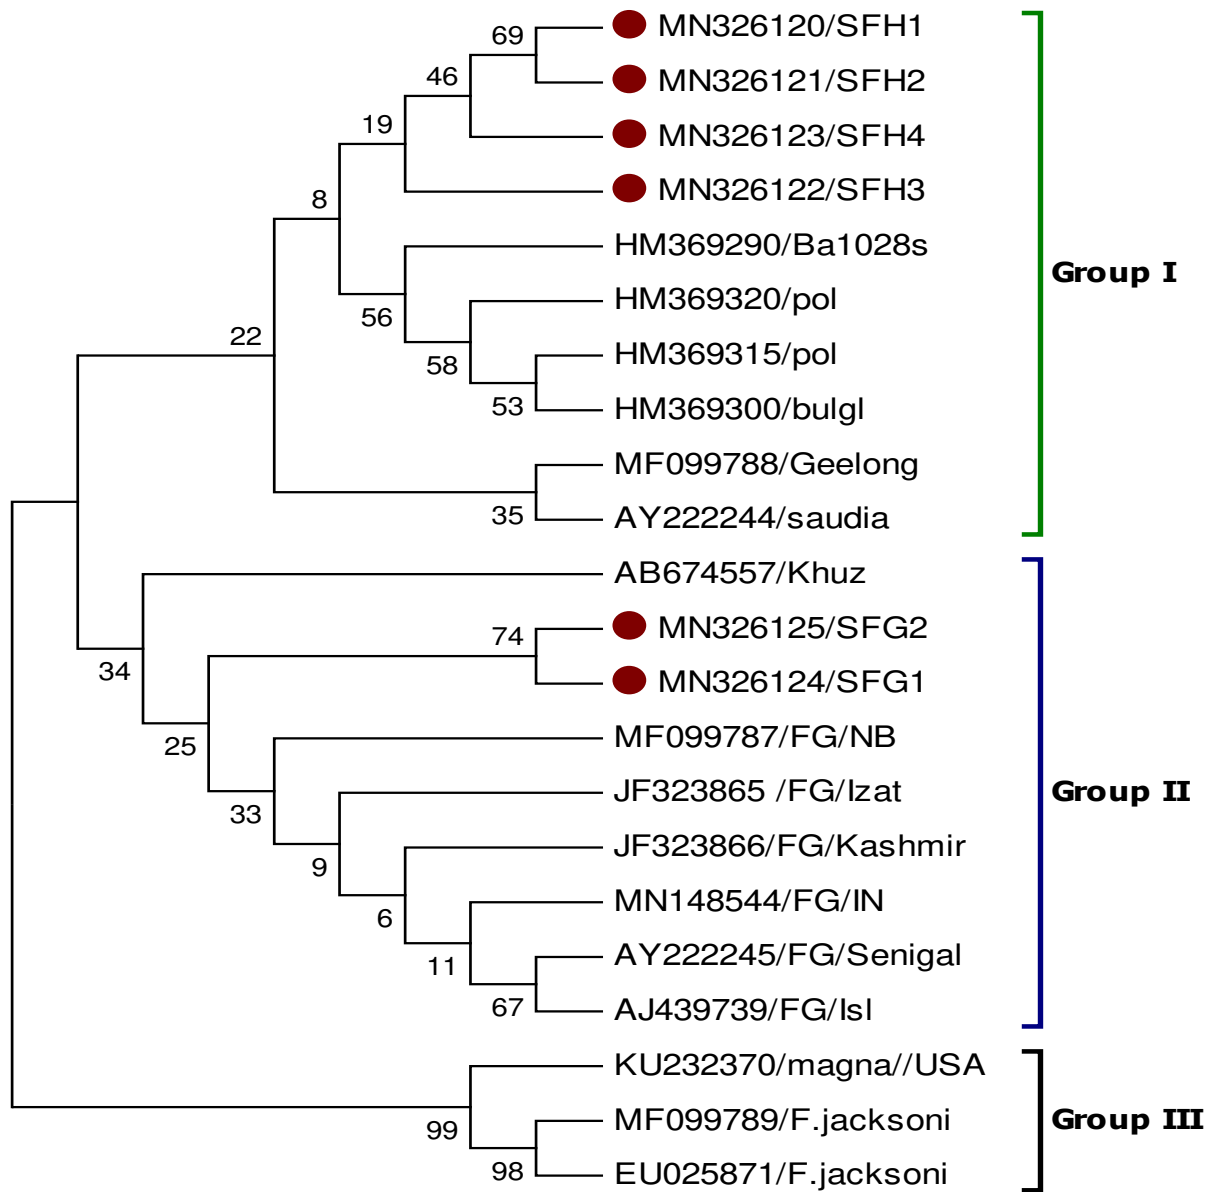 69
MN326120/SFH1
MN326121/SFH2
46
MN326123/SFH4
19
MN326122/SFH3
8
HM369290/Ba1028s
Group I
HM369320/pol
56
22
HM369315/pol
58
53
HM369300/bulgl
MF099788/Geelong
35
AY222244/saudia
AB674557/Khuz
74
MN326125/SFG2
34
MN326124/SFG1
25
MF099787/FG/NB
JF323865 /FG/Izat
Group II
33
JF323866/FG/Kashmir
9
MN148544/FG/IN
6
AY222245/FG/Senigal
11
67
AJ439739/FG/Isl
KU232370/magna//USA
MF099789/F.jacksoni
Group III
99
98
EU025871/F.jacksoni